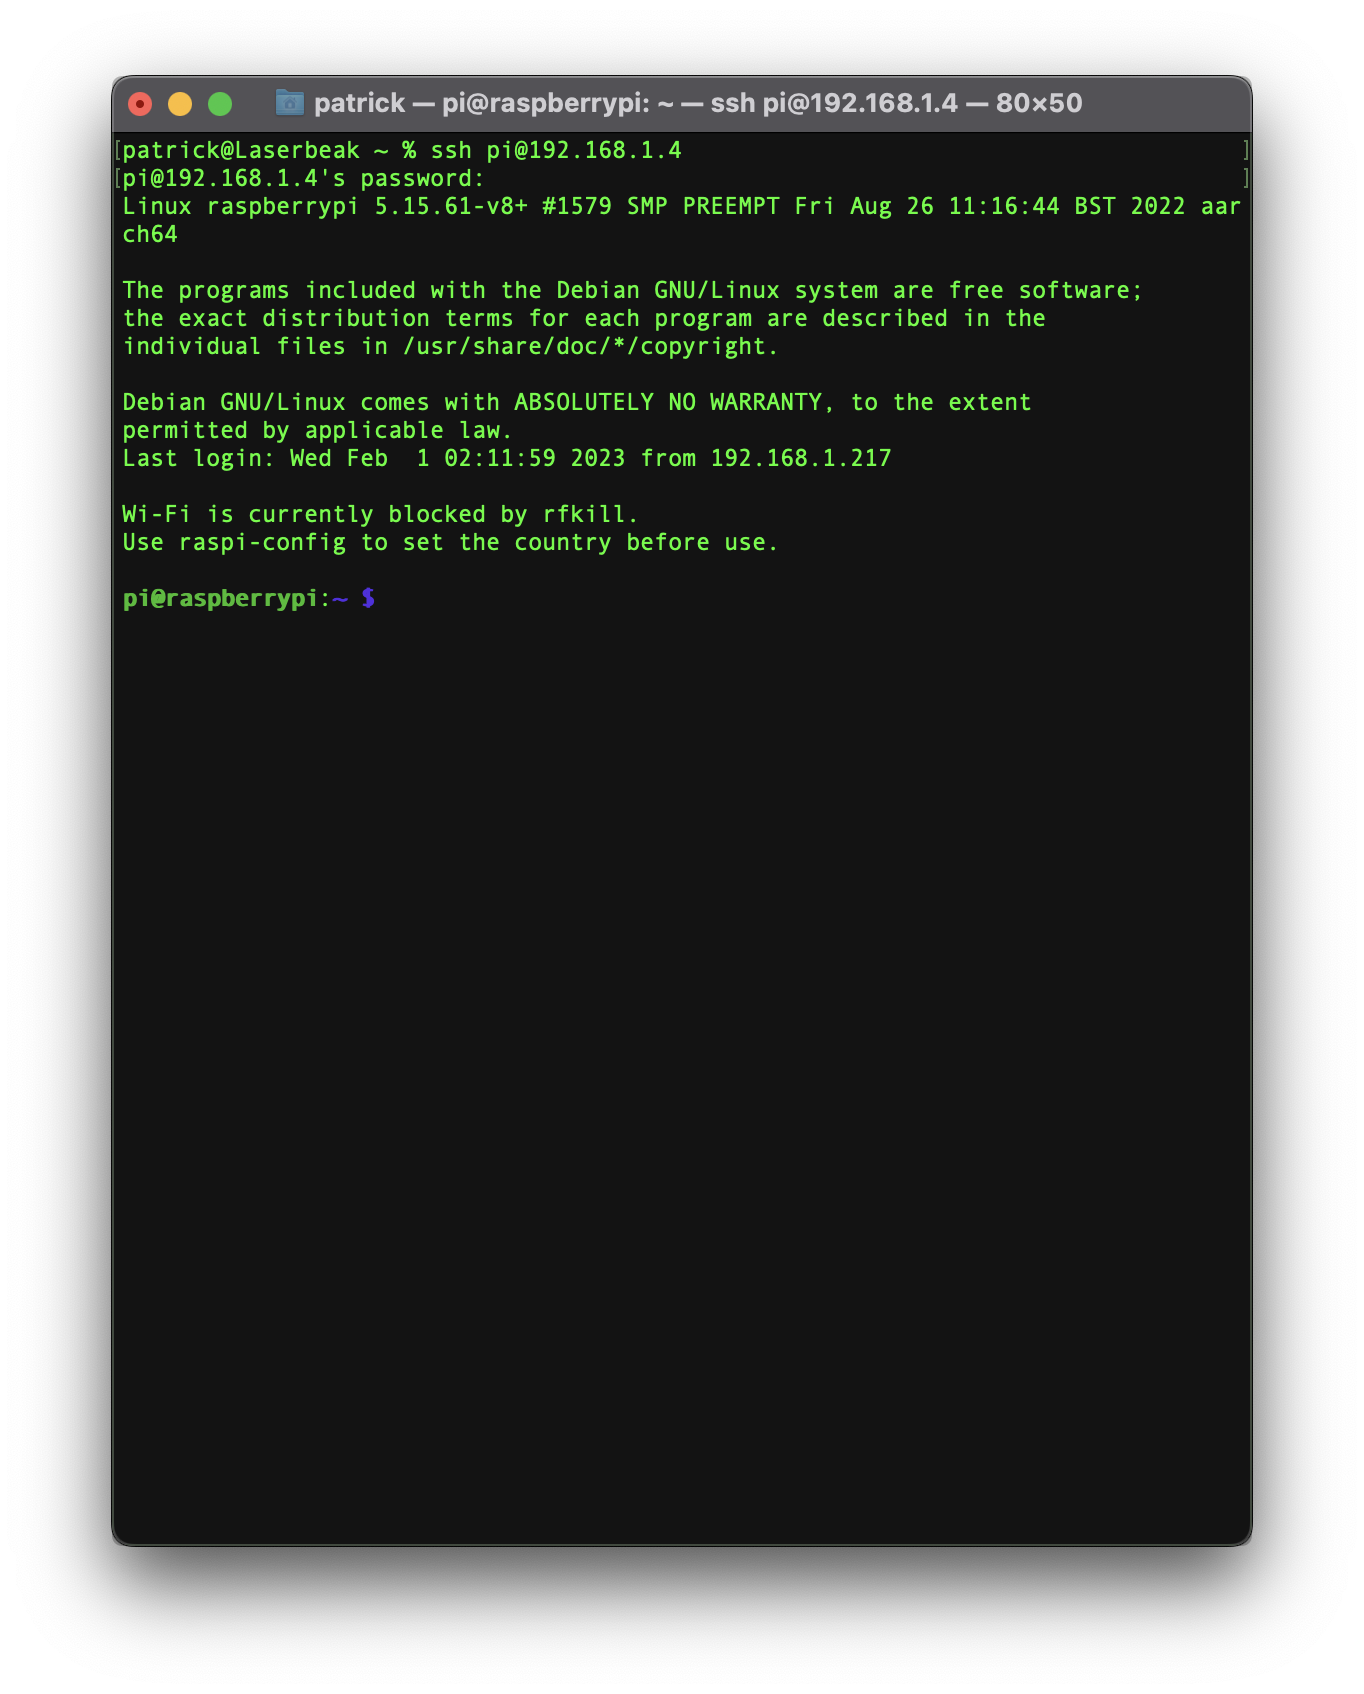 patrick — pi@raspberrypi: ~ — ssh pi@192.168.1.4 — 80×50
[patrick@Laserbeak ~ % ssh pi@192.168.1.4 ]
[pi@192.168.1.4's password: ]
Linux raspberrypi 5.15.61-v8+ #1579 SMP PREEMPT Fri Aug 26 11:16:44 BST 2022 aar
ch64
The programs included with the Debian GNU/Linux system are free software;
the exact distribution terms for each program are described in the
individual files in /usr/share/doc/*/copyright.
Debian GNU/Linux comes with ABSOLUTELY NO WARRANTY, to the extent
permitted by applicable law.
Last login: Wed Feb  1 02:11:59 2023 from 192.168.1.217
Wi-Fi is currently blocked by rfkill.
Use raspi-config to set the country before use.
pi@raspberrypi:~ $